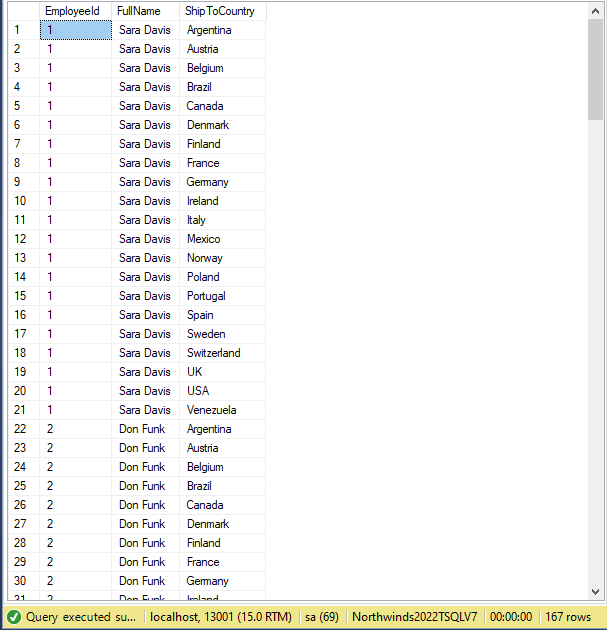 EmployeeId FullName ShipToCountry
1 1 Sara Davis Argentina
2 1 Sara Davis Austria
3 1 Sara Davis Belgium
4 1 Sara Davis Brazil
5 1 Sara Davis Canada
6 1 Sara Davis Denmark
7 1 Sara Davis Finland
8 1 Sara Davis France
9 1 Sara Davis Germany
10 1 Sara Davis Ireland
11 1 Sara Davis Italy
12 1 Sara Davis Mexico
13 1 Sara Davis Norway
14 1 Sara Davis Poland
15 1 Sara Davis Portugal
16 1 Sara Davis Spain
17 1 Sara Davis Sweden
18 1 Sara Davis Switzerland
19 1 Sara Davis UK
20 1 Sara Davis USA
21 1 Sara Davis Venezuela
22 2 Don Funk Argentina
23 2 Don Funk Austria
24 2 Don Funk Belgium
25 2 Don Funk Brazil
26 2 Don Funk Canada
27 2 Don Funk Denmark
28 2 Don Funk Finland
29 2 Don Funk France
30 2 Don Funk Germany
31 2 Don Funk Ireland
Query executed su... localhost, 13001 (15.0 RTM) sa (69) Northwinds2022TSQLV7 00:00:00 167 rows